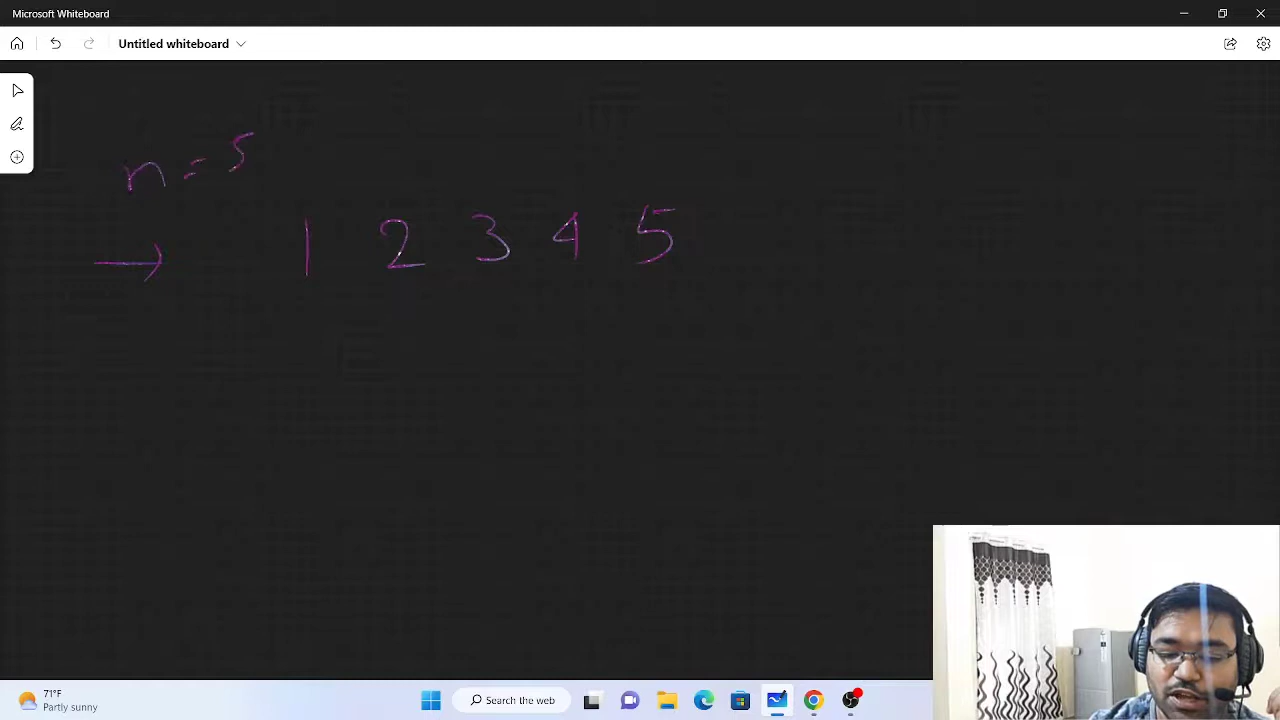 Microsoft Whiteboard
Untitled whiteboard
n = 5
→ 1 2 3 4 5
71°F
Partly Sunny
Search the web